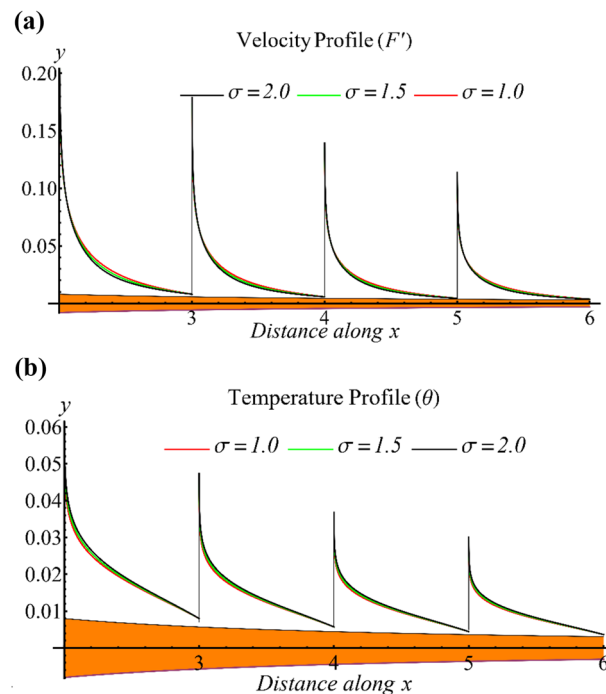 (a)
Velocity Profile (F')
y
0.20
σ = 2.0 σ = 1.5 σ = 1.0
0.15
0.10
0.05
3 4 5 6
Distance along x
(b)
Temperature Profile (θ)
y
0.06
0.05
σ = 1.0 σ = 1.5 σ = 2.0
0.04
0.03
0.02
0.01
3 4 5 6
Distance along x